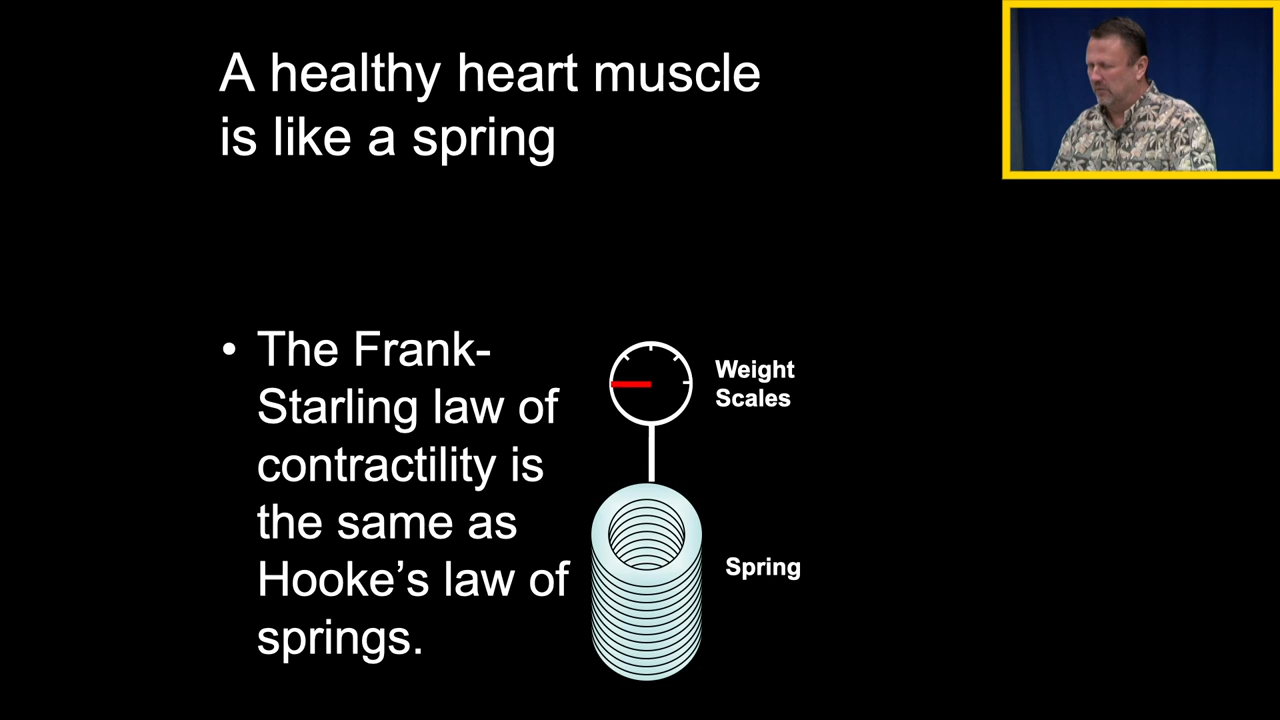 A healthy heart muscle
is like a spring
• The Frank-
Starling law of
contractility is
the same as
Hooke’s law of
springs.
Weight
Scales
Spring